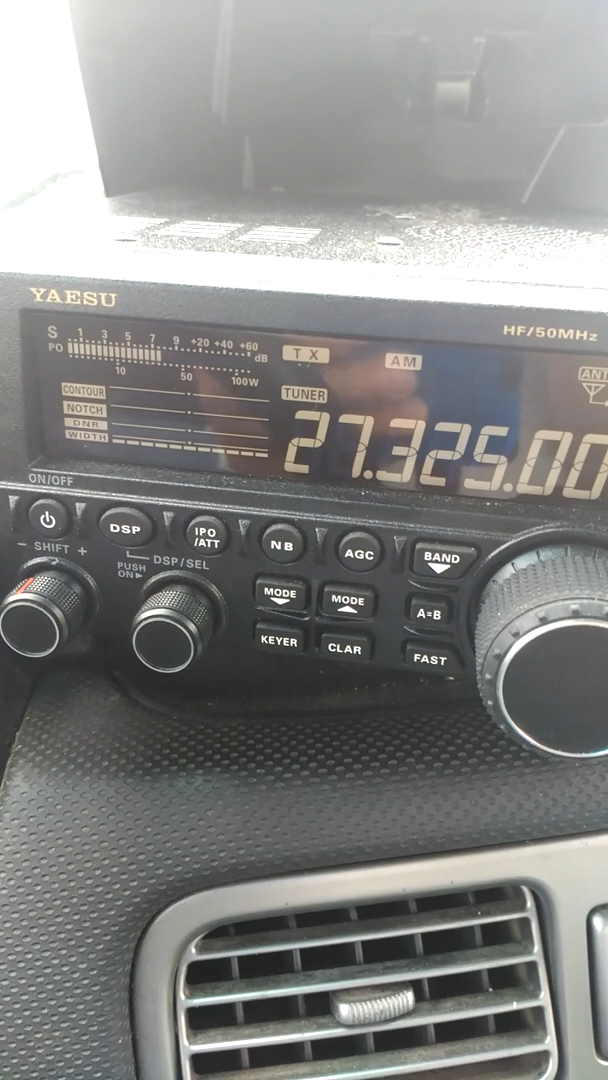 YAESU
HF/50MHz
S 1 3 5 7 9 +20 +40 +60 dB
PO 10 50 100W
TX
AM
ANT
TUNER
CONTOUR
NOTCH
DNR
WIDTH
27.325.00
ON/OFF
DSP
IPO/ATT
NB
AGC
BAND
− SHIFT +
DSP/SEL
PUSH ON
MODE
MODE
A=B
KEYER
CLAR
FAST